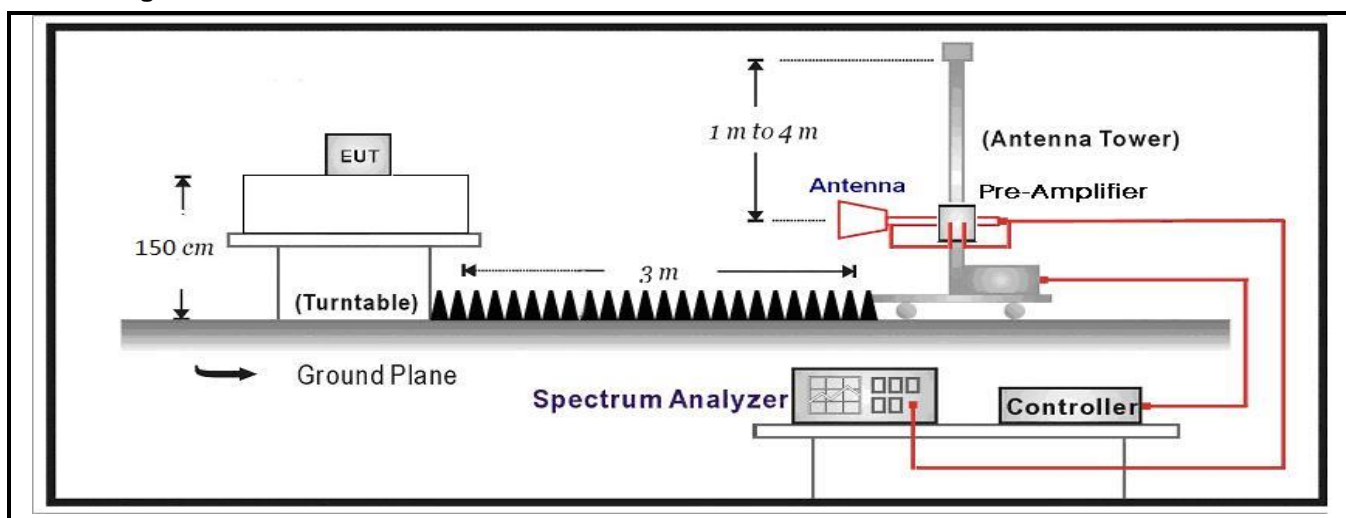 EUT
150 cm
(Turntable)
3 m
1 m to 4 m
(Antenna Tower)
Antenna
Pre-Amplifier
Ground Plane
Spectrum Analyzer
Controller